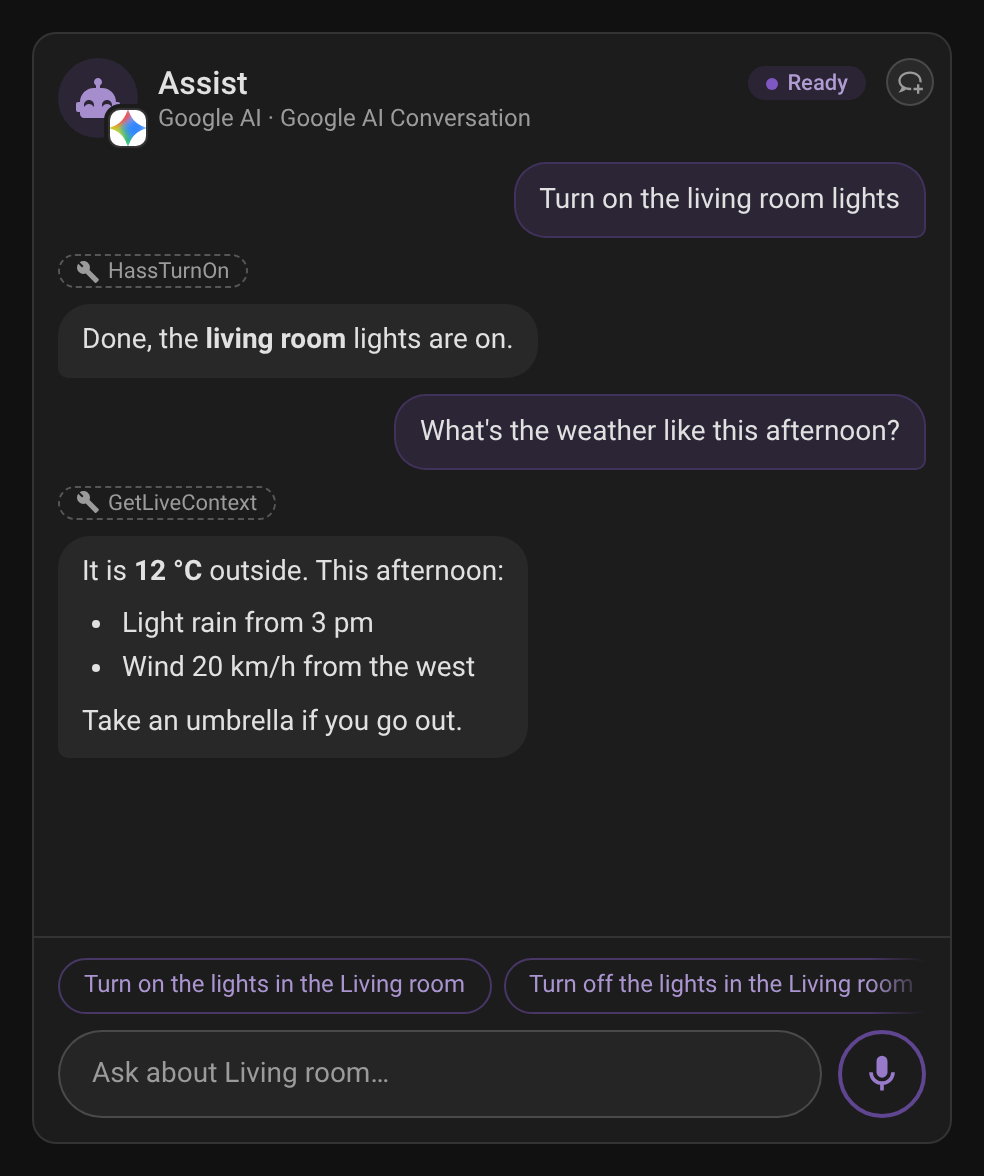 Assist
Google AI · Google AI Conversation
Ready
Turn on the living room lights
HassTurnOn
Done, the living room lights are on.
What's the weather like this afternoon?
GetLiveContext
It is 12 °C outside. This afternoon:
• Light rain from 3 pm
• Wind 20 km/h from the west
Take an umbrella if you go out.
Turn on the lights in the Living room
Turn off the lights in the Living room
Ask about Living room…